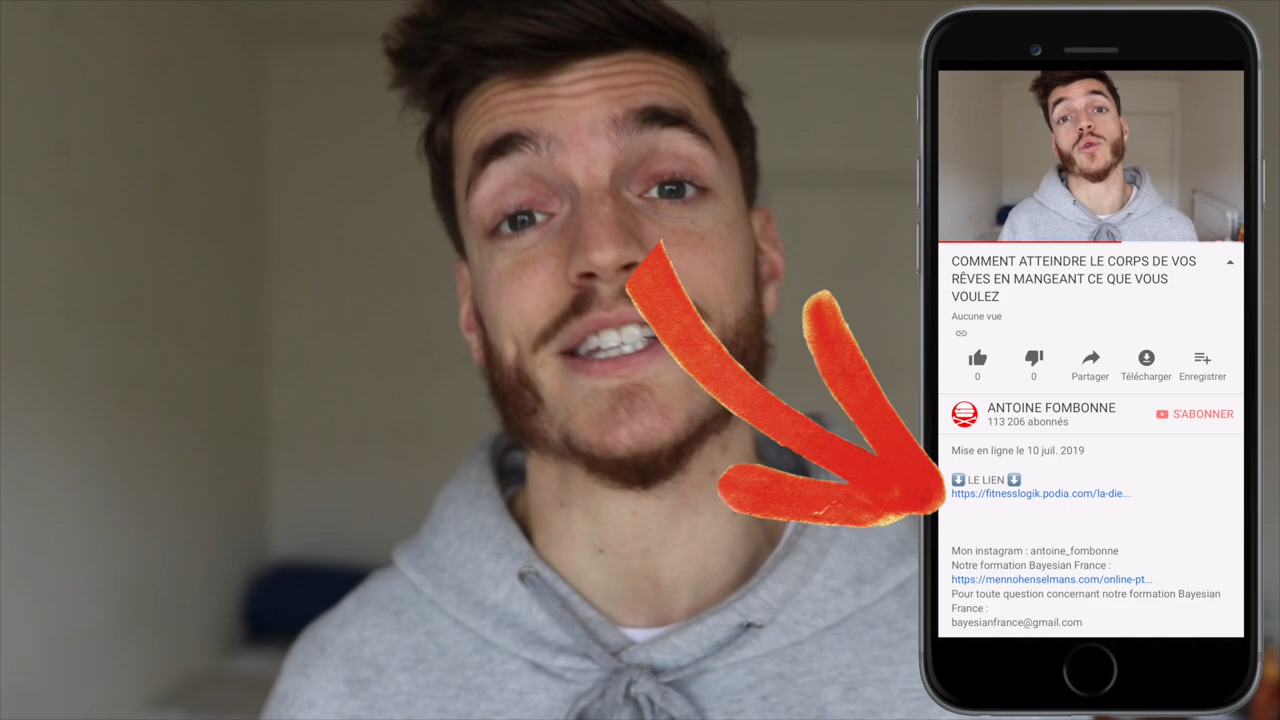 COMMENT ATTEINDRE LE CORPS DE VOS
RÊVES EN MANGEANT CE QUE VOUS
VOULEZ
Aucune vue
0
0
Partager
Télécharger
Enregistrer
ANTOINE FOMBONNE
113 206 abonnés
S'ABONNER
Mise en ligne le 10 juil. 2019
LE LIEN
https://fitnesslogik.podia.com/la-die...
Mon instagram : antoine_fombonne
Notre formation Bayesian France :
https://mennohenselmans.com/online-pt...
Pour toute question concernant notre formation Bayesian
France :
bayesianfrance@gmail.com